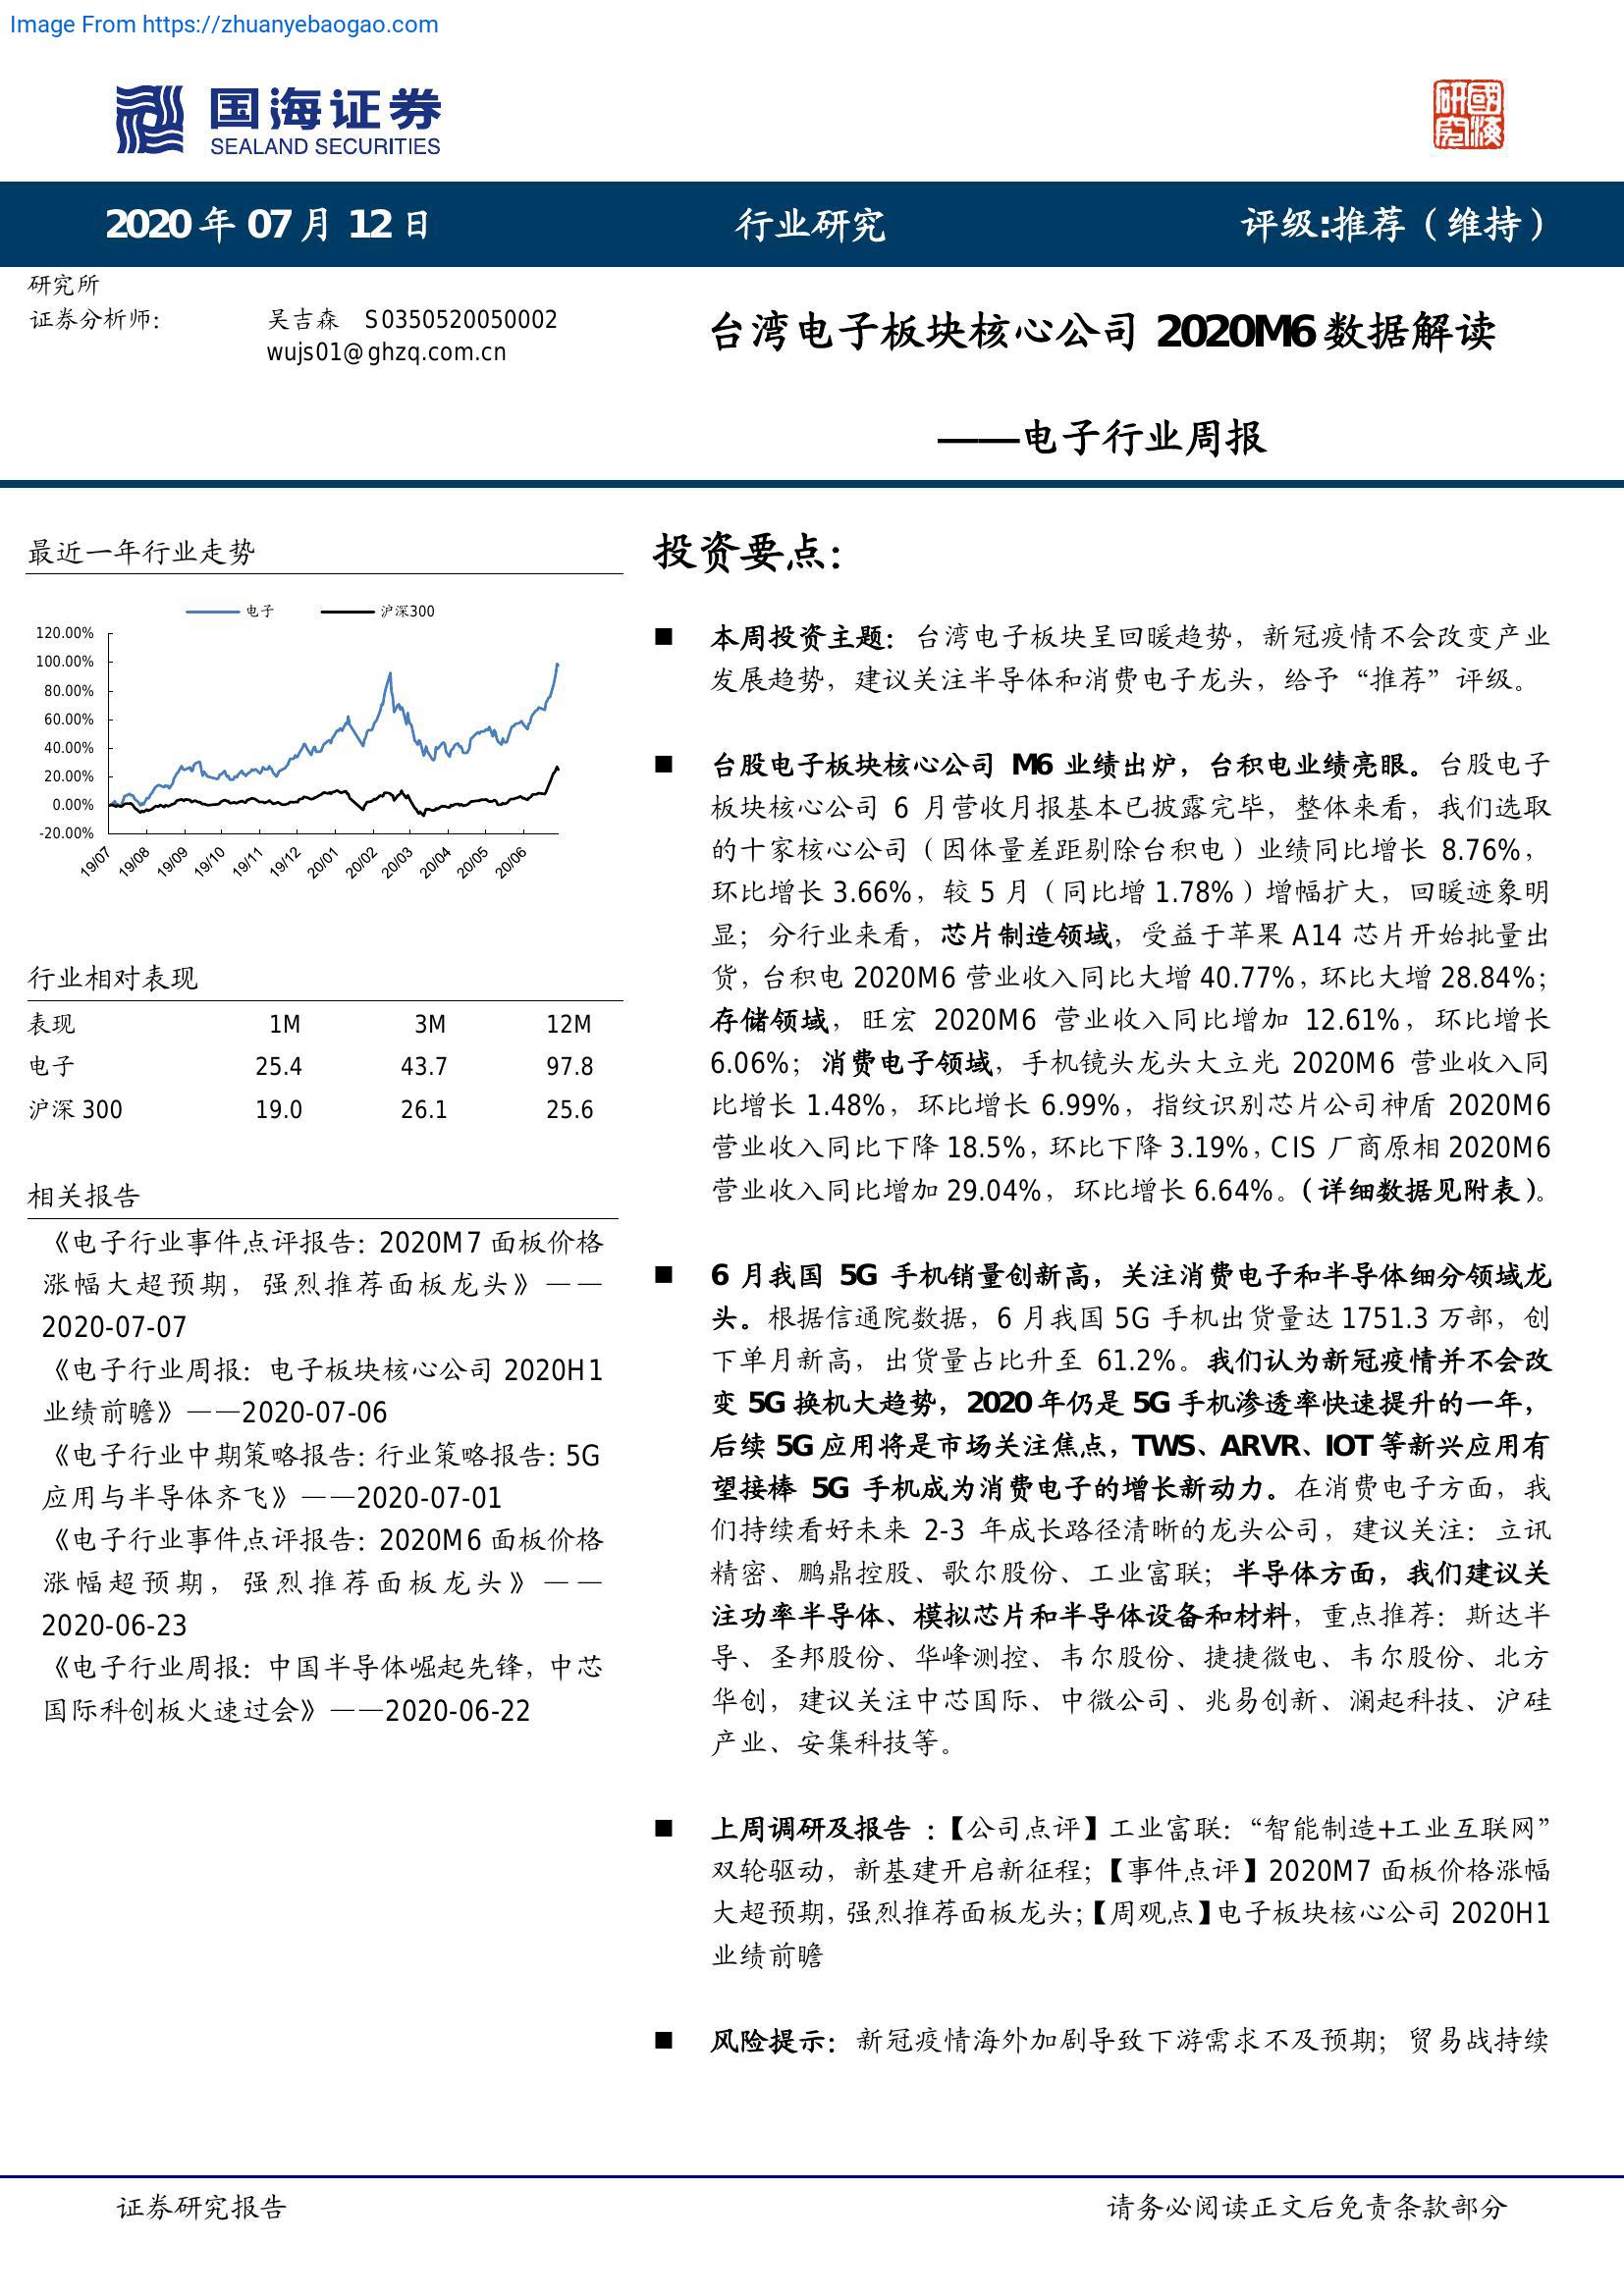 Image From https://zhuanyebaogao.com
国海证券
SEALAND SECURITIES
國海
研究
2020 年 07 月 12 日
行业研究
评级:推荐（维持）
研究所
证券分析师：
吴吉森 S0350520050002
wujs01@ghzq.com.cn
台湾电子板块核心公司 2020M6 数据解读
——电子行业周报
最近一年行业走势
电子
沪深300
120.00%
100.00%
80.00%
60.00%
40.00%
20.00%
0.00%
-20.00%
19/07
19/08
19/09
19/10
19/11
19/12
20/01
20/02
20/03
20/04
20/05
20/06
行业相对表现
表现 1M 3M 12M
电子 25.4 43.7 97.8
沪深 300 19.0 26.1 25.6
相关报告
《电子行业事件点评报告：2020M7 面板价格
涨幅大超预期，强烈推荐面板龙头》——
2020-07-07
《电子行业周报：电子板块核心公司 2020H1
业绩前瞻》——2020-07-06
《电子行业中期策略报告：行业策略报告：5G
应用与半导体齐飞》——2020-07-01
《电子行业事件点评报告：2020M6 面板价格
涨幅超预期，强烈推荐面板龙头》——
2020-06-23
《电子行业周报：中国半导体崛起先锋，中芯
国际科创板火速过会》——2020-06-22
投资要点：
■ 本周投资主题：台湾电子板块呈回暖趋势，新冠疫情不会改变产业
发展趋势，建议关注半导体和消费电子龙头，给予“推荐”评级。
■ 台股电子板块核心公司 M6 业绩出炉，台积电业绩亮眼。台股电子
板块核心公司 6 月营收月报基本已披露完毕，整体来看，我们选取
的十家核心公司（因体量差距剔除台积电）业绩同比增长 8.76%，
环比增长 3.66%，较 5 月（同比增 1.78%）增幅扩大，回暖迹象明
显；分行业来看，芯片制造领域，受益于苹果 A14 芯片开始批量出
货，台积电 2020M6 营业收入同比大增 40.77%，环比大增 28.84%；
存储领域，旺宏 2020M6 营业收入同比增加 12.61%，环比增长
6.06%；消费电子领域，手机镜头龙头大立光 2020M6 营业收入同
比增长 1.48%，环比增长 6.99%，指纹识别芯片公司神盾 2020M6
营业收入同比下降 18.5%，环比下降 3.19%，CIS 厂商原相 2020M6
营业收入同比增加 29.04%，环比增长 6.64%。（详细数据见附表）。
■ 6 月我国 5G 手机销量创新高，关注消费电子和半导体细分领域龙
头。根据信通院数据，6 月我国 5G 手机出货量达 1751.3 万部，创
下单月新高，出货量占比升至 61.2%。我们认为新冠疫情并不会改
变 5G 换机大趋势，2020 年仍是 5G 手机渗透率快速提升的一年，
后续 5G 应用将是市场关注焦点，TWS、ARVR、IOT 等新兴应用有
望接棒 5G 手机成为消费电子的增长新动力。在消费电子方面，我
们持续看好未来 2-3 年成长路径清晰的龙头公司，建议关注：立讯
精密、鹏鼎控股、歌尔股份、工业富联；半导体方面，我们建议关
注功率半导体、模拟芯片和半导体设备和材料，重点推荐：斯达半
导、圣邦股份、华峰测控、韦尔股份、捷捷微电、韦尔股份、北方
华创，建议关注中芯国际、中微公司、兆易创新、澜起科技、沪硅
产业、安集科技等。
■ 上周调研及报告 ：【公司点评】工业富联：“智能制造+工业互联网”
双轮驱动，新基建开启新征程；【事件点评】2020M7 面板价格涨幅
大超预期，强烈推荐面板龙头；【周观点】电子板块核心公司 2020H1
业绩前瞻
■ 风险提示：新冠疫情海外加剧导致下游需求不及预期；贸易战持续
证券研究报告
请务必阅读正文后免责条款部分